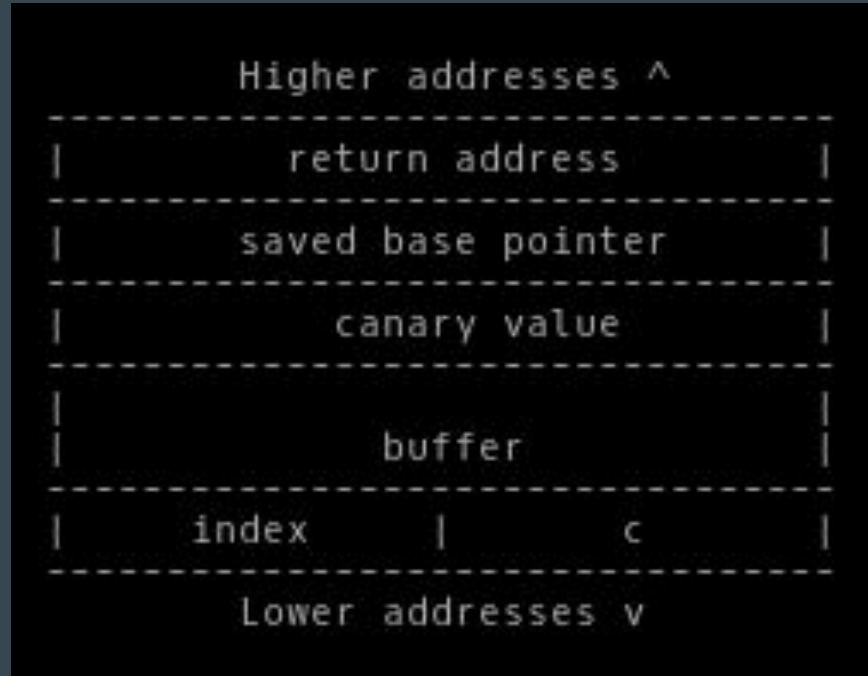 Higher addresses ^
---------------------------------
| return address |
---------------------------------
| saved base pointer |
---------------------------------
| canary value |
---------------------------------
| |
| buffer |
---------------------------------
| index | c |
---------------------------------
Lower addresses v